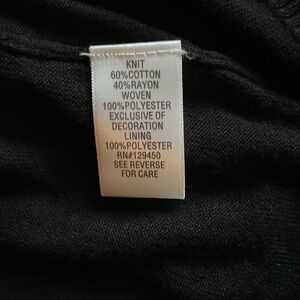 KNIT
60%COTTON
40%RAYON
WOVEN
100%POLYESTER
EXCLUSIVE OF
DECORATION
LINING
100%POLYESTER
RN#129450
SEE REVERSE
FOR CARE